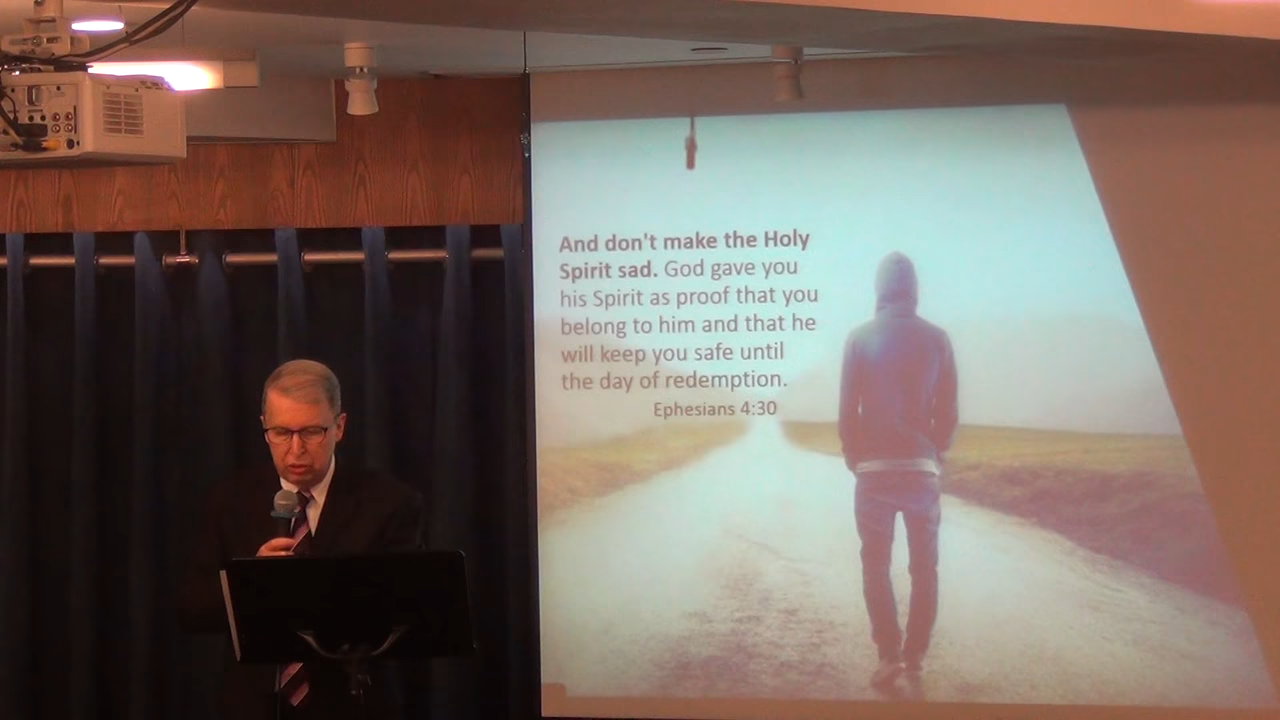 And don't make the Holy
Spirit sad. God gave you
his Spirit as proof that you
belong to him and that he
will keep you safe until
the day of redemption.
Ephesians 4:30